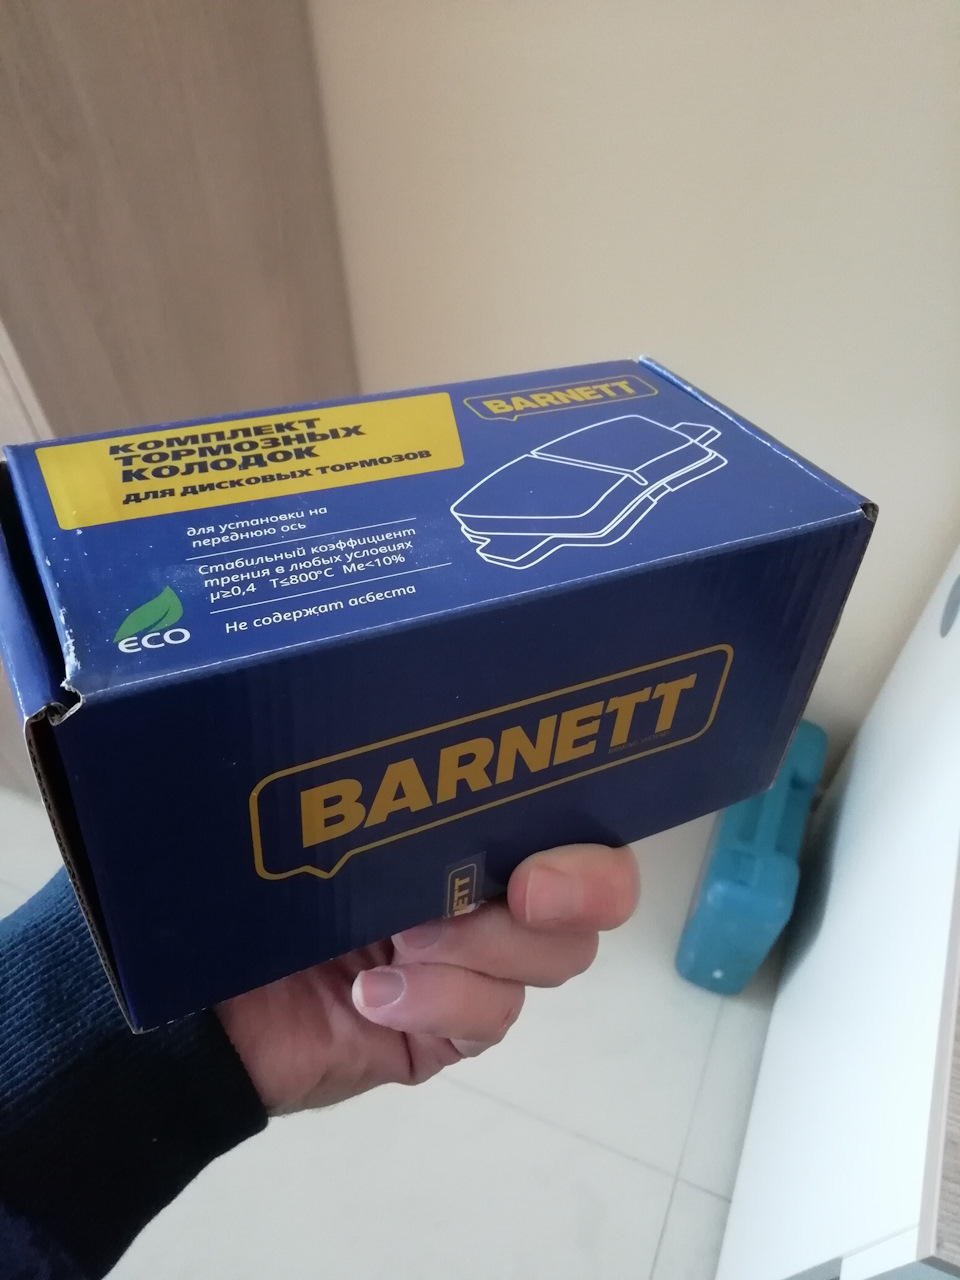 КОМПЛЕКТ
ТОРМОЗНЫХ
КОЛОДОК
ДЛЯ ДИСКОВЫХ ТОРМОЗОВ
BARNETT
для установки на
переднюю ось
Стабильный коэффициент
трения в любых условиях
μ≥0,4 T≤800°C Me<10%
Не содержат асбеста
ECO
BARNETT
ETT